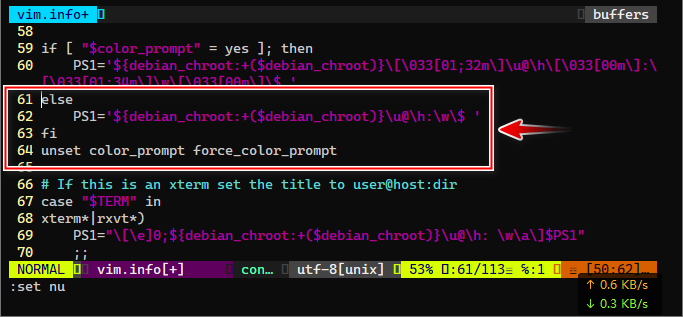 vim.info+ buffers
58
59 if [ "$color_prompt" = yes ]; then
60 PS1='${debian_chroot:+($debian_chroot)}\[\033[01;32m\]\u@\h\[\033[00m\]:\
[\033[01;34m\]\w\[\033[00m\]\$ '
61 else
62 PS1='${debian_chroot:+($debian_chroot)}\u@\h:\w\$ '
63 fi
64 unset color_prompt force_color_prompt
65
66 # If this is an xterm set the title to user@host:dir
67 case "$TERM" in
68 xterm*|rxvt*)
69 PS1="\[\e]0;${debian_chroot:+($debian_chroot)}\u@\h: \w\a\]$PS1"
70 ;;
NORMAL vim.info[+] con… utf-8[unix] 53% :61/113≡ %:1 ≡ [50:62]…
:set nu
↑ 0.6 KB/s
↓ 0.3 KB/s